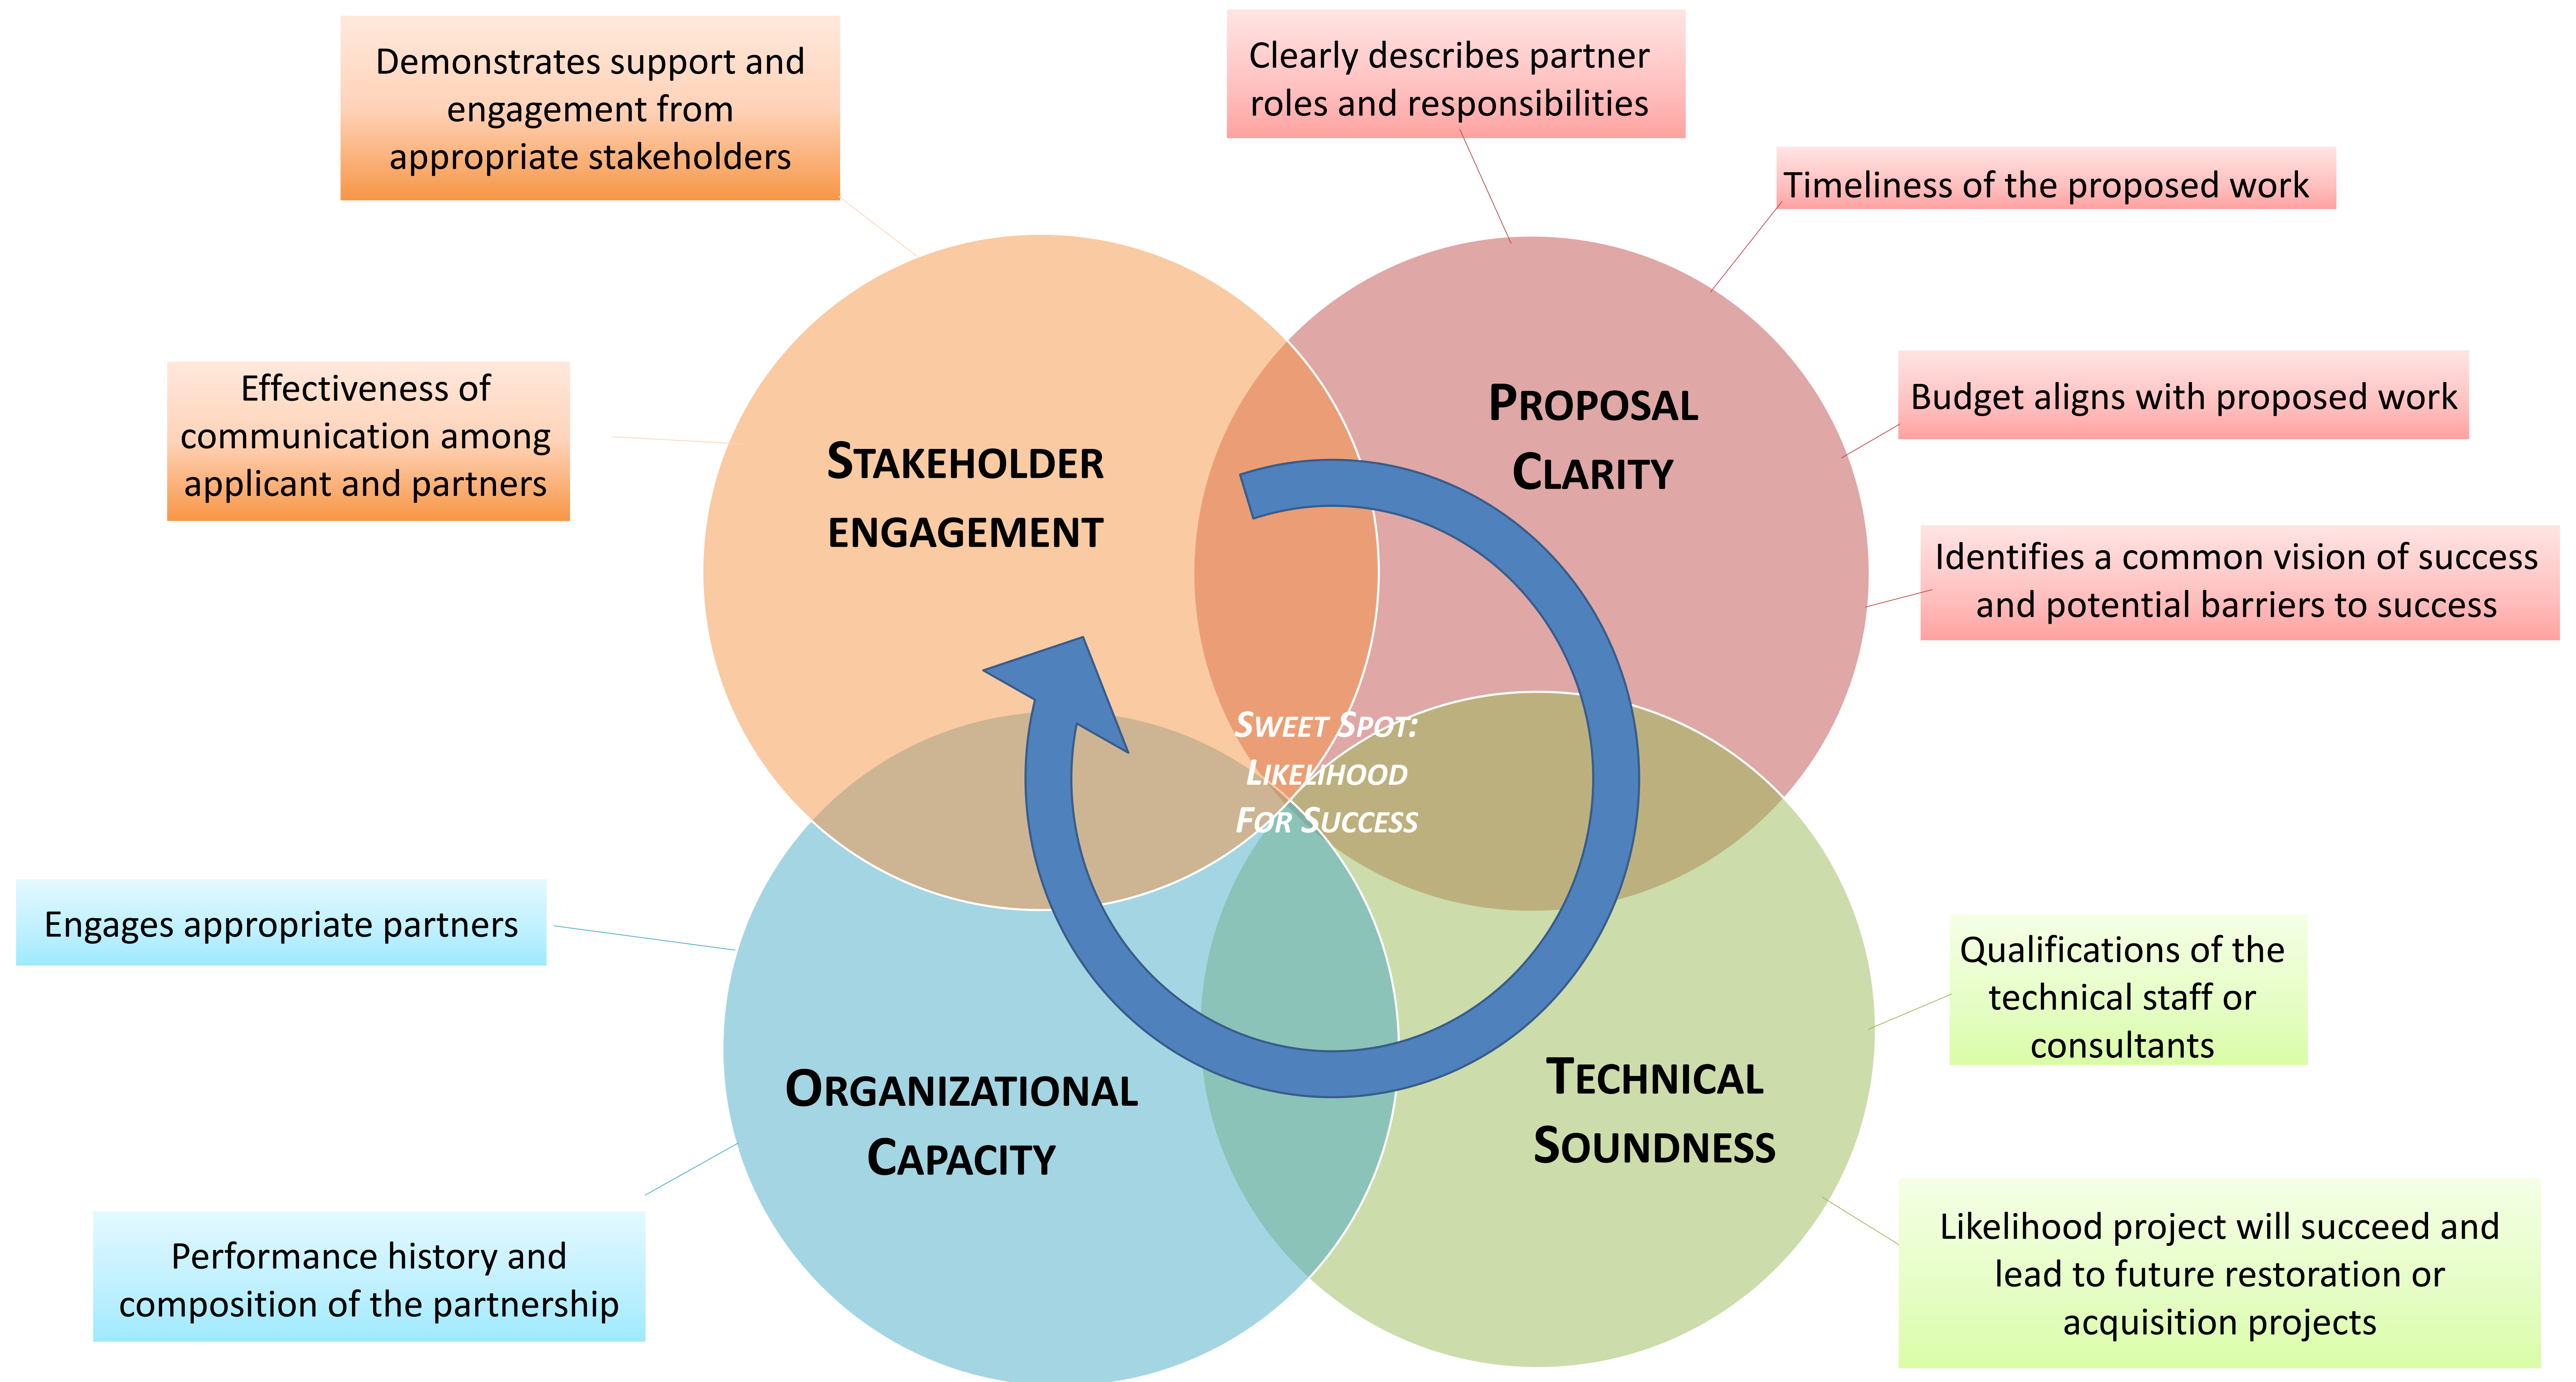 Demonstrates support and
engagement from
appropriate stakeholders
Clearly describes partner
roles and responsibilities
Timeliness of the proposed work
Effectiveness of
communication among
applicant and partners
STAKEHOLDER
ENGAGEMENT
PROPOSAL
CLARITY
Budget aligns with proposed work
Identifies a common vision of success
and potential barriers to success
SWEET SPOT:
LIKELIHOOD
FOR SUCCESS
Engages appropriate partners
Performance history and
composition of the partnership
ORGANIZATIONAL
CAPACITY
TECHNICAL
SOUNDNESS
Qualifications of the
technical staff or
consultants
Likelihood project will succeed and
lead to future restoration or
acquisition projects